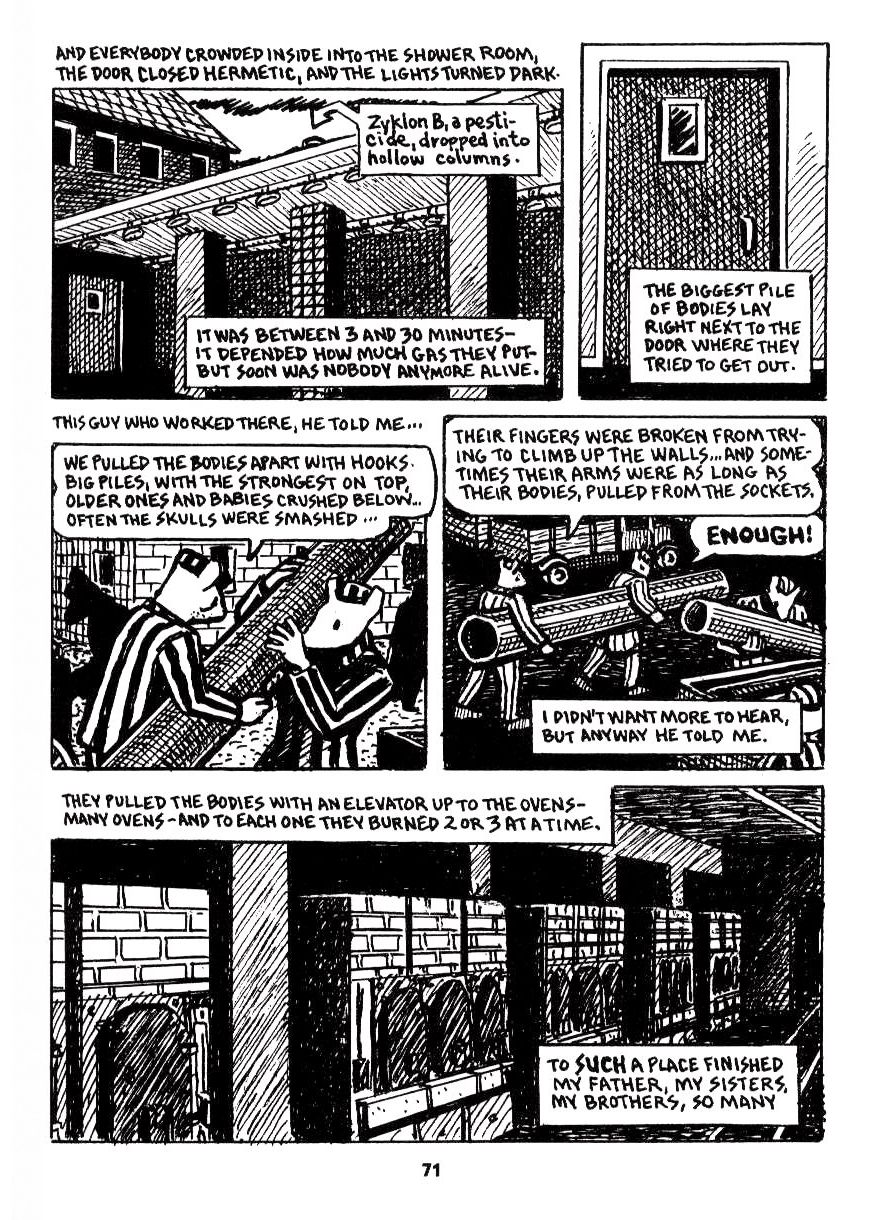 AND EVERYBODY CROWDED INSIDE INTO THE SHOWER ROOM,
THE DOOR CLOSED HERMETIC, AND THE LIGHTS TURNED DARK.
Zyklon B, a pesti-
cide, dropped into
hollow columns.
IT WAS BETWEEN 3 AND 30 MINUTES-
IT DEPENDED HOW MUCH GAS THEY PUT-
BUT SOON WAS NOBODY ANYMORE ALIVE.
THE BIGGEST PILE
OF BODIES LAY
RIGHT NEXT TO THE
DOOR WHERE THEY
TRIED TO GET OUT.
THIS GUY WHO WORKED THERE, HE TOLD ME...
WE PULLED THE BODIES APART WITH HOOKS.
BIG PILES, WITH THE STRONGEST ON TOP,
OLDER ONES AND BABIES CRUSHED BELOW...
OFTEN THE SKULLS WERE SMASHED ...
THEIR FINGERS WERE BROKEN FROM TRY-
ING TO CLIMB UP THE WALLS... AND SOME-
TIMES THEIR ARMS WERE AS LONG AS
THEIR BODIES, PULLED FROM THE SOCKETS.
ENOUGH!
I DIDN'T WANT MORE TO HEAR,
BUT ANYWAY HE TOLD ME.
THEY PULLED THE BODIES WITH AN ELEVATOR UP TO THE OVENS-
MANY OVENS-AND TO EACH ONE THEY BURNED 2 OR 3 AT A TIME.
TO SUCH A PLACE FINISHED
MY FATHER, MY SISTERS,
MY BROTHERS, SO MANY
71